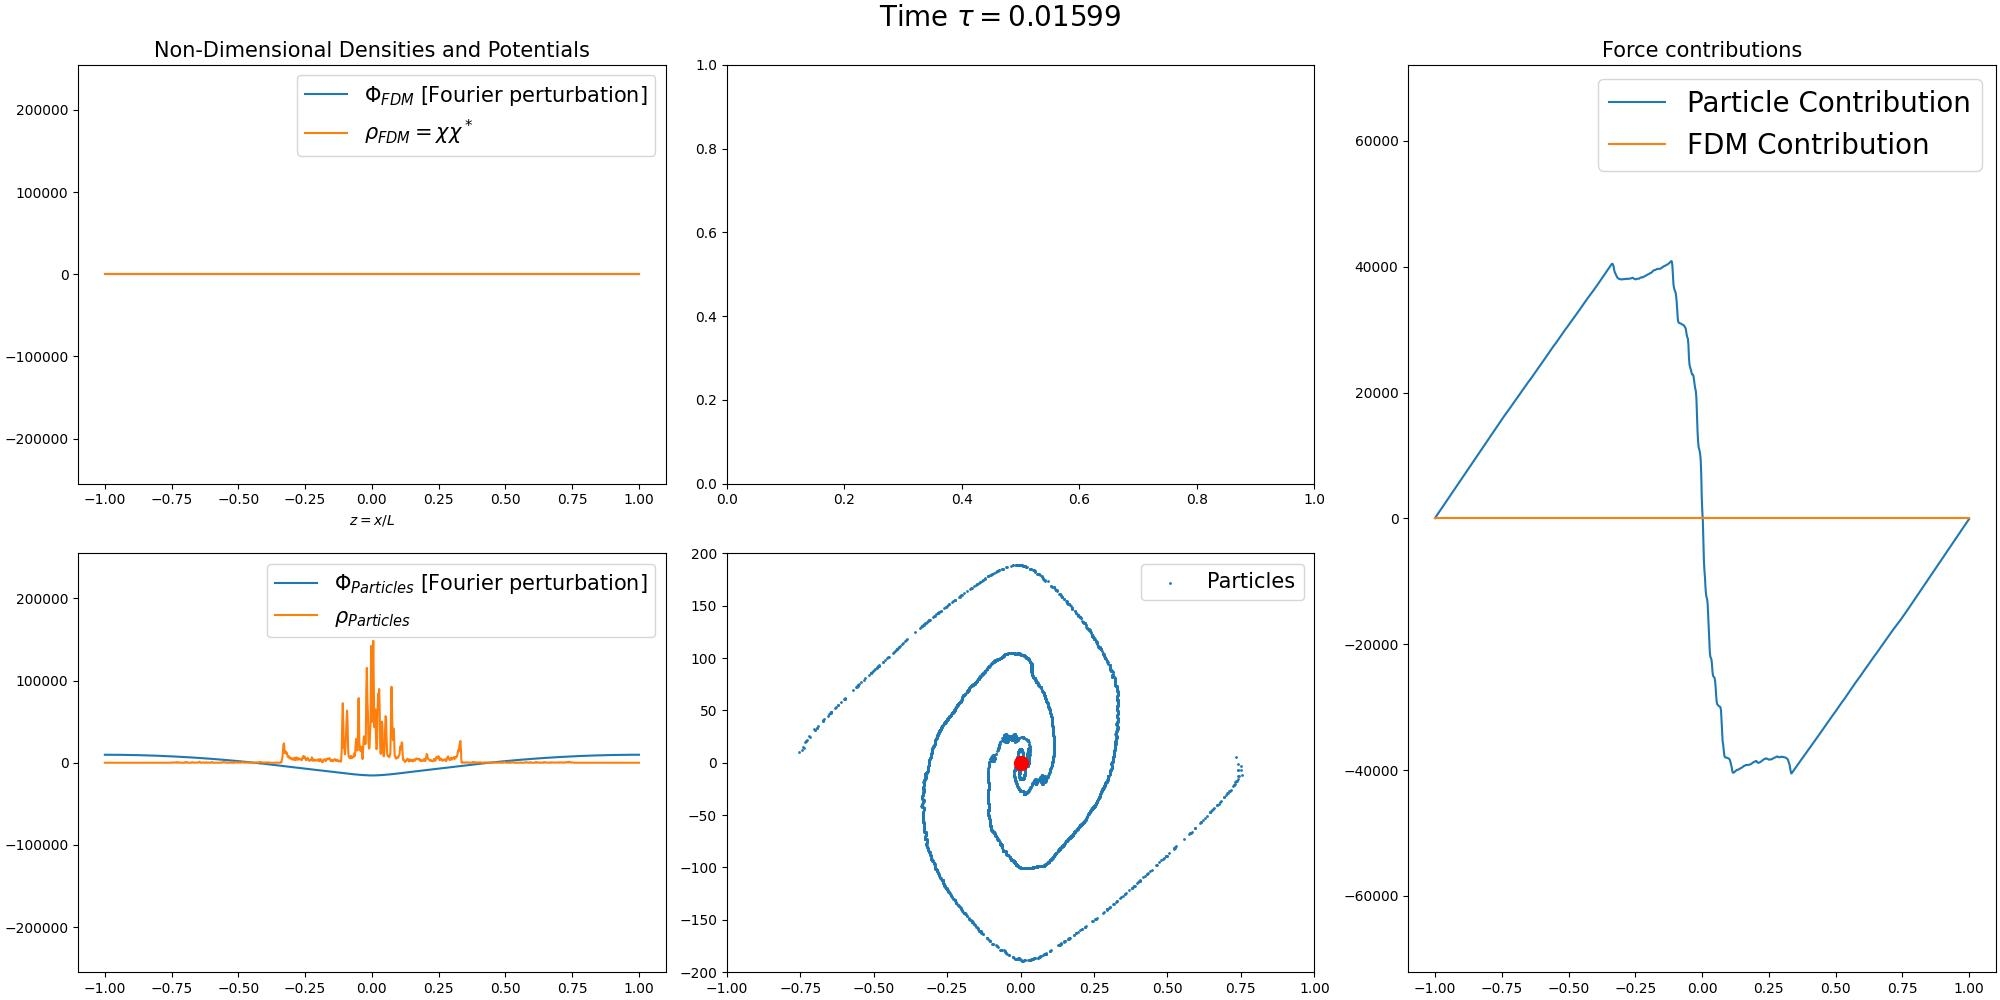 Time τ = 0.01599
Non-Dimensional Densities and Potentials
200000
100000
0
−100000
−200000
Φ_FDM [Fourier perturbation]
ρ_FDM = χχ*
−1.00 −0.75 −0.50 −0.25 0.00 0.25 0.50 0.75 1.00
z = x/L
1.0
0.8
0.6
0.4
0.2
0.0
0.0 0.2 0.4 0.6 0.8 1.0
200000
100000
0
−100000
−200000
Φ_Particles [Fourier perturbation]
ρ_Particles
−1.00 −0.75 −0.50 −0.25 0.00 0.25 0.50 0.75 1.00
200
150
100
50
0
−50
−100
−150
−200
Particles
−1.00 −0.75 −0.50 −0.25 0.00 0.25 0.50 0.75 1.00
Force contributions
Particle Contribution
FDM Contribution
60000
40000
20000
0
−20000
−40000
−60000
−1.00 −0.75 −0.50 −0.25 0.00 0.25 0.50 0.75 1.00